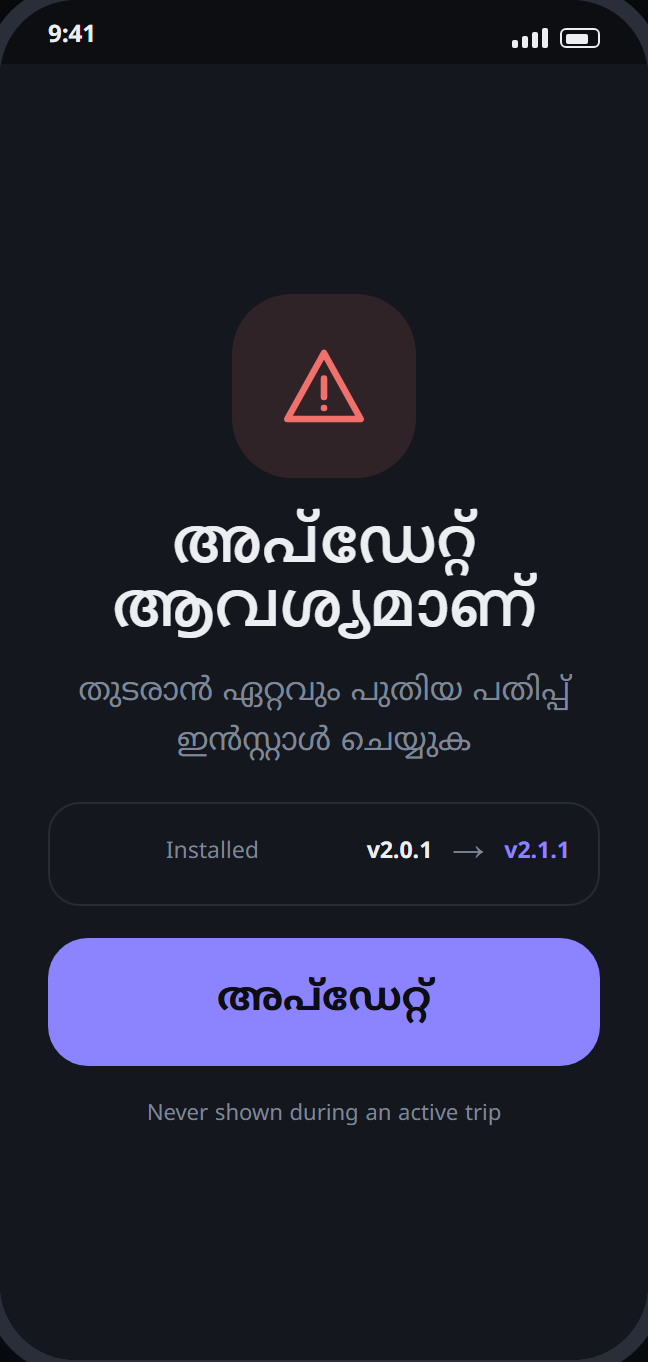 9:41
അപ്ഡേറ്റ്
ആവശ്യമാണ്
തുടരാൻ ഏറ്റവും പുതിയ പതിപ്പ്
ഇൻസ്റ്റാൾ ചെയ്യുക
Installed v2.0.1 → v2.1.1
അപ്ഡേറ്റ്
Never shown during an active trip